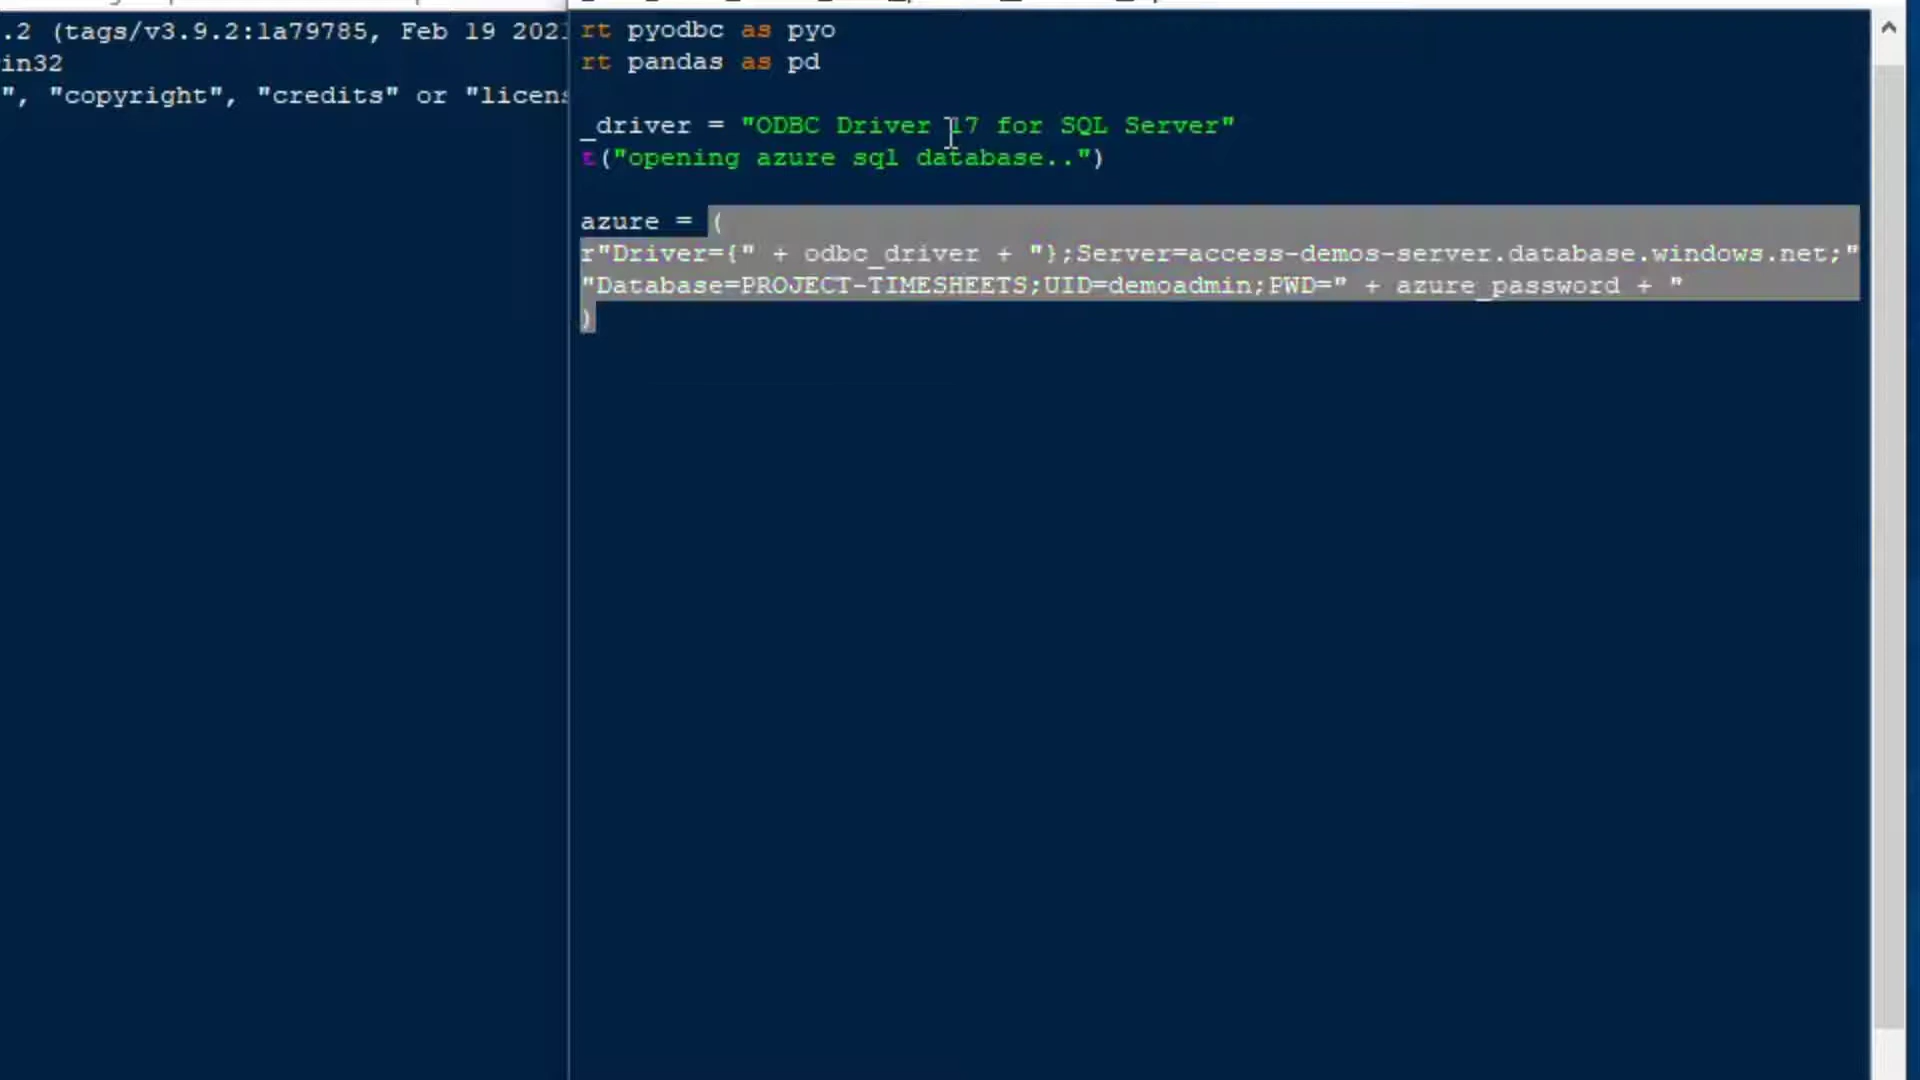 .2 (tags/v3.9.2:1a79785, Feb 19 202
in32
", "copyright", "credits" or "licens
rt pyodbc as pyo
rt pandas as pd
_driver = "ODBC Driver 17 for SQL Server"
t("opening azure sql database..")
azure = (
r"Driver={" + odbc_driver + "};Server=access-demos-server.database.windows.net;"
"Database=PROJECT-TIMESHEETS;UID=demoadmin;PWD=" + azure_password + "
)